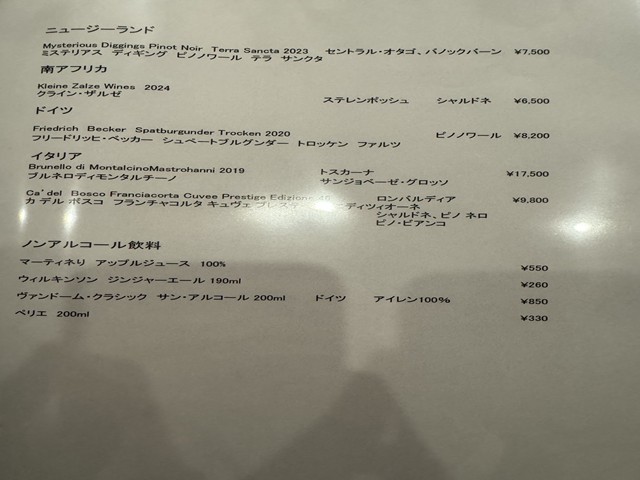 ニュージーランド
Mysterious Diggings Pinot Noir Terra Sancta 2023 セントラル・オタゴ、バノックバーン ¥7,500
ミステリアス ディギング ピノノワール テラ サンクタ
南アフリカ
Kleine Zalze Wines 2024
クライン・ザルゼ
ステレンボッシュ シャルドネ ¥6,500
ドイツ
Friedrich Becker Spatburgunder Trocken 2020 ピノノワール ¥8,200
フリードリッヒ・ベッカー シュペートブルグンダー トロッケン ファルツ
イタリア
Brunello di MontalcinoMastrohanni 2019 トスカーナ ¥17,500
ブルネロディモンタルチーノ サンジョベーゼ・グロッソ
Ca'del Bosco Franciacorta Cuvee Prestige Edizione ロンバルディア ¥9,800
カ デル ボスコ フランチャコルタ キュヴェ プレステ ディツィオーネ
シャルドネ、ピノ ネロ
ピノ・ビアンコ
ノンアルコール飲料
マーティネり アップルジュース 100% ¥550
ウィルキンソン ジンジャーエール 190ml ¥260
ヴァンドーム・クラシック サン・アルコール 200ml ドイツ アイレン100% ¥850
ペリエ 200ml ¥330